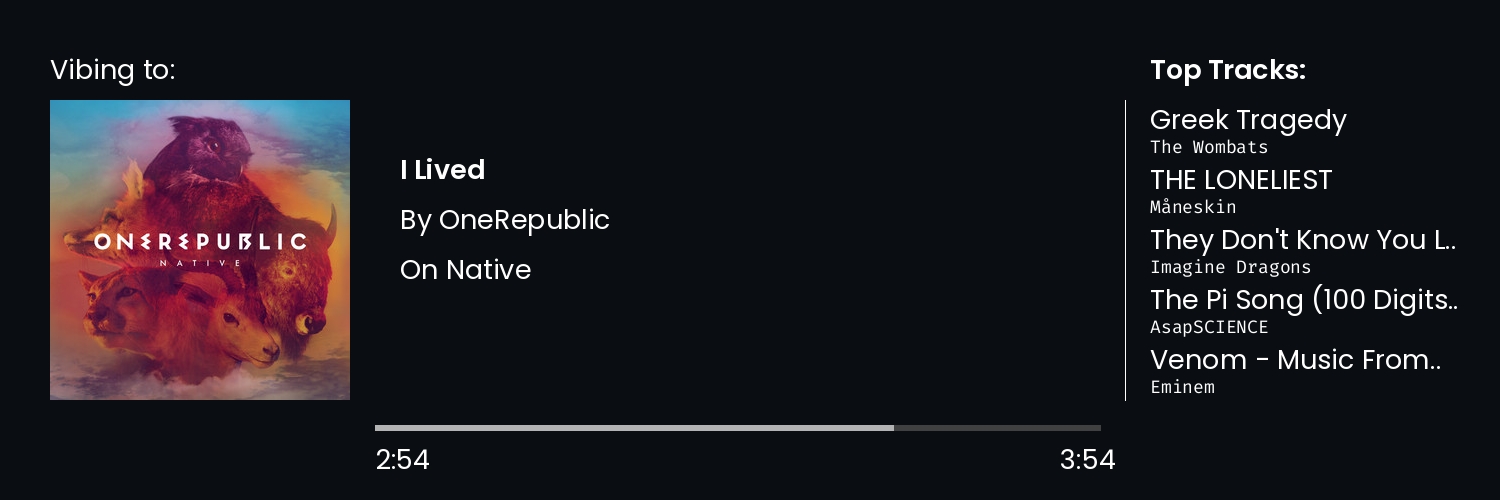 Vibing to:
ONEREPUBLIC
NATIVE
I Lived
By OneRepublic
On Native
2:54
3:54
Top Tracks:
Greek Tragedy
The Wombats
THE LONELIEST
Måneskin
They Don't Know You L..
Imagine Dragons
The Pi Song (100 Digits..
AsapSCIENCE
Venom - Music From..
Eminem